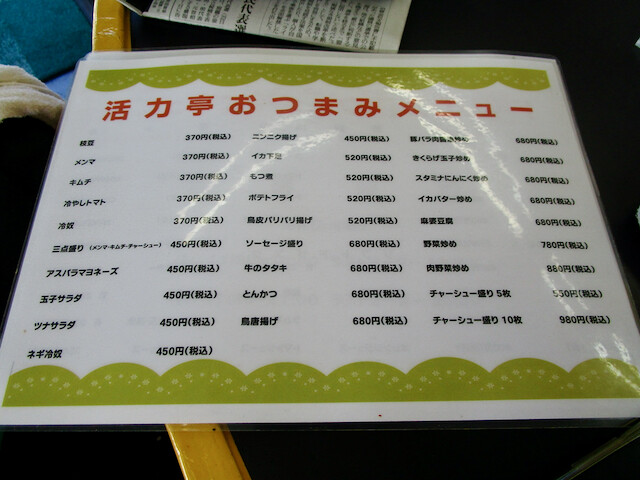 活力亭おつまみメニュー
枝豆 370円(税込)
メンマ 370円(税込)
キムチ 370円(税込)
冷やしトマト 370円(税込)
冷奴 370円(税込)
三点盛り (メンマ・キムチ・チャーシュー) 450円(税込)
アスパラマヨネーズ 450円(税込)
玉子サラダ 450円(税込)
ツナサラダ 450円(税込)
ネギ冷奴 450円(税込)
ニンニク揚げ 450円(税込)
イカ下足 520円(税込)
もつ煮 520円(税込)
ポテトフライ 520円(税込)
鳥皮パリパリ揚げ 520円(税込)
ソーセージ盛り 680円(税込)
牛のタタキ 680円(税込)
とんかつ 680円(税込)
鳥唐揚げ 680円(税込)
豚バラ肉 炒め 680円(税込)
きくらげ玉子炒め 680円(税込)
スタミナにんにく炒め 680円(税込)
イカバター炒め 680円(税込)
麻婆豆腐 680円(税込)
野菜炒め 780円(税込)
肉野菜炒め 880円(税込)
チャーシュー盛り 5枚 550円(税込)
チャーシュー盛り 10枚 980円(税込)